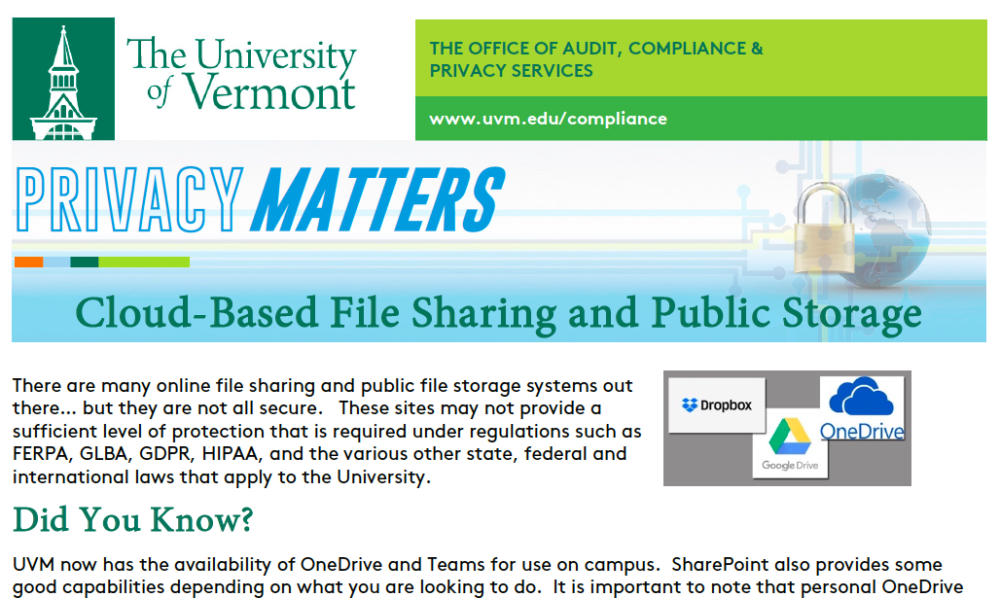 The University
of Vermont
THE OFFICE OF AUDIT, COMPLIANCE &
PRIVACY SERVICES
www.uvm.edu/compliance
PRIVACY MATTERS
Cloud-Based File Sharing and Public Storage
There are many online file sharing and public file storage systems out
there... but they are not all secure.   These sites may not provide a
sufficient level of protection that is required under regulations such as
FERPA, GLBA, GDPR, HIPAA, and the various other state, federal and
international laws that apply to the University.
Dropbox
OneDrive
Google Drive
Did You Know?
UVM now has the availability of OneDrive and Teams for use on campus.  SharePoint also provides some
good capabilities depending on what you are looking to do.  It is important to note that personal OneDrive